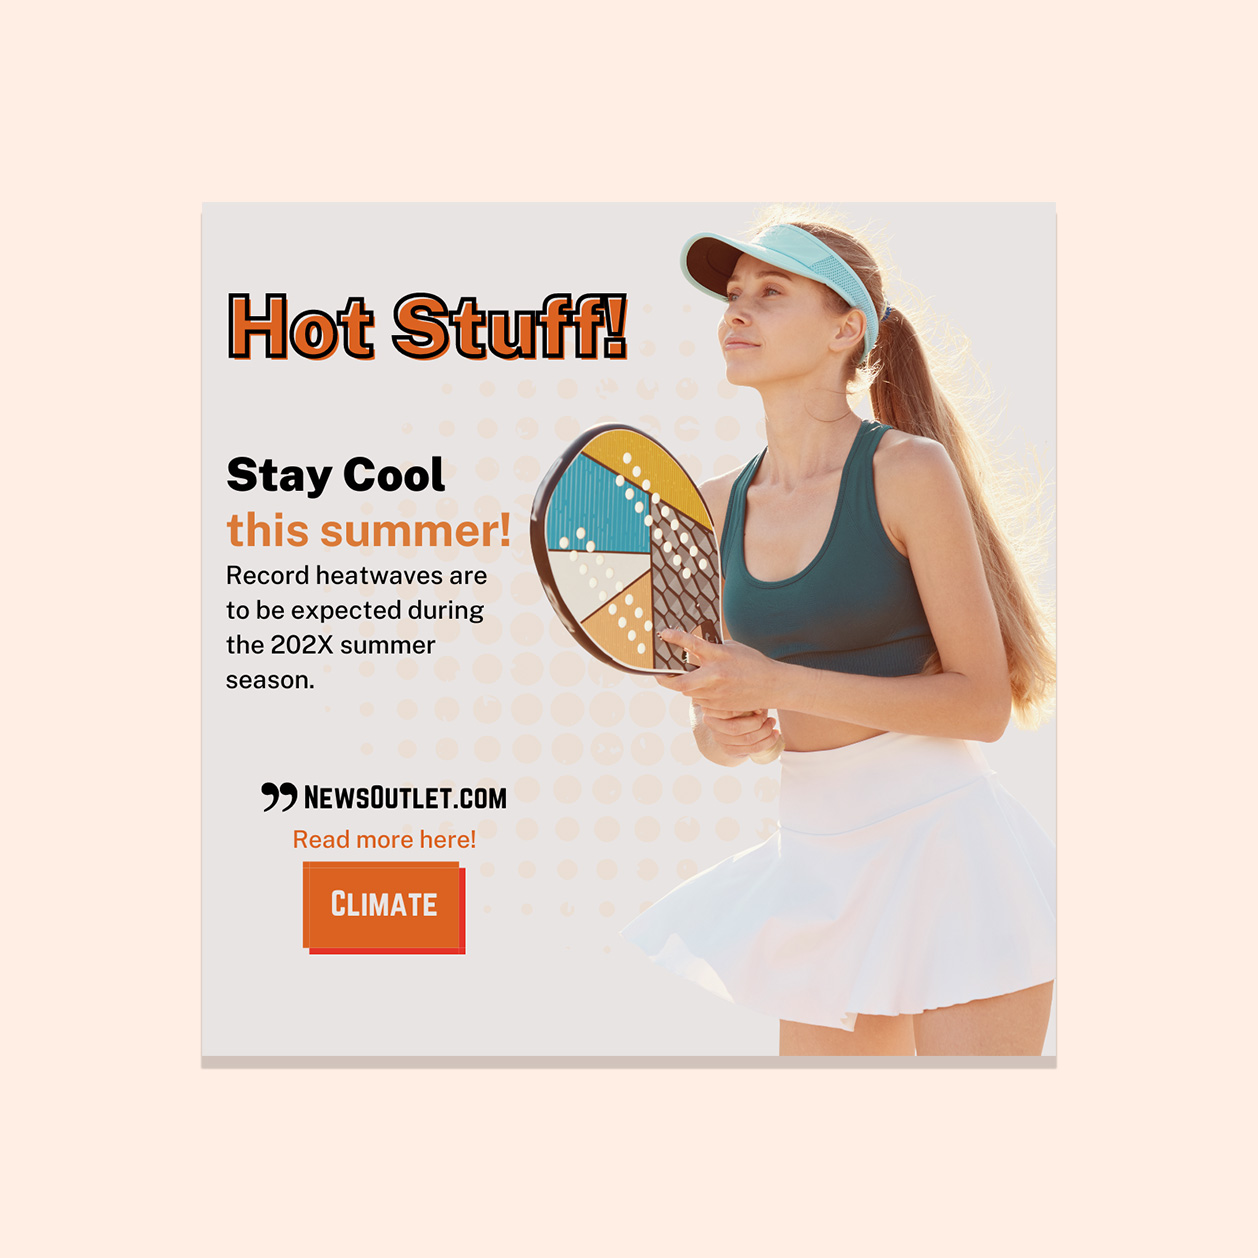 Hot Stuff!
Stay Cool
this summer!
Record heatwaves are
to be expected during
the 202X summer
season.
NewsOutlet.com
Read more here!
Climate